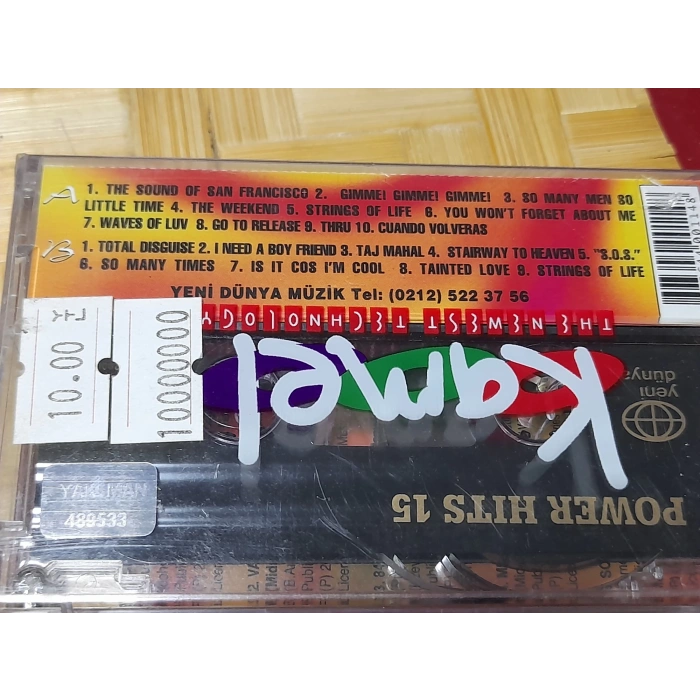 A 1. THE SOUND OF SAN FRANCISCO 2. GIMME! GIMME! GIMME! 3. SO MANY MEN SO
LITTLE TIME 4. THE WEEKEND 5. STRINGS OF LIFE 6. YOU WON'T FORGET ABOUT ME
7. WAVES OF LUV 8. GO TO RELEASE 9. THRU 10. CUANDO VOLVERAS
B 1. TOTAL DISGUISE 2. I NEED A BOY FRIEND 3. TAJ MAHAL 4. STAIRWAY TO HEAVEN 5. "S.O.S."
6. SO MANY TIMES 7. IS IT COS I'M COOL 8. TAINTED LOVE 9. STRINGS OF LIFE
YENİ DÜNYA MÜZİK Tel: (0212) 522 37 56
THE NEWEST TECHNOLOGY
Kamel
yeni
dünya
POWER HITS 15
10.00
10000000
489533